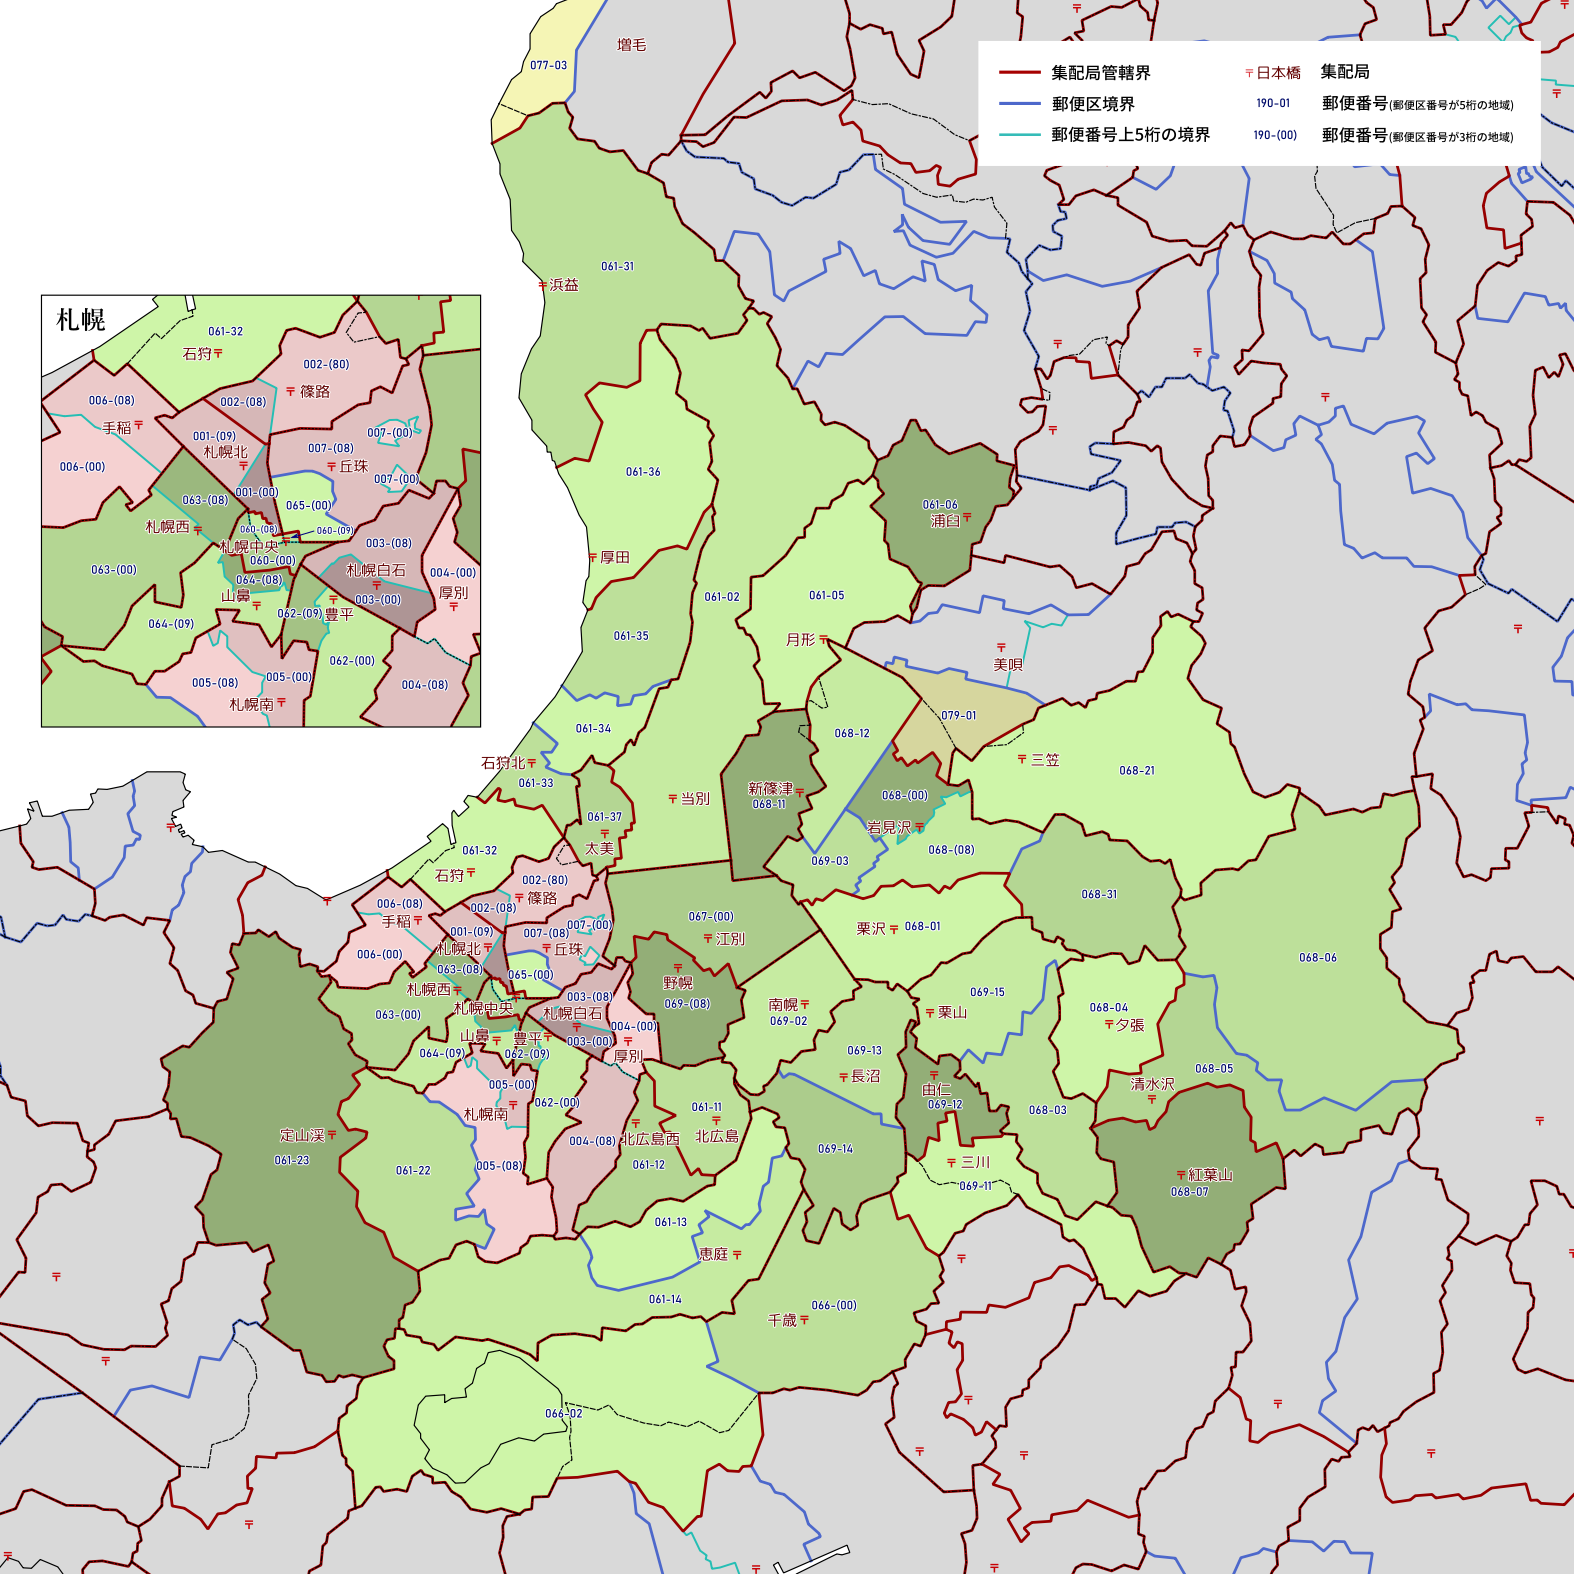 集配局管轄界
〒日本橋 集配局
郵便区境界
190-01 郵便番号(郵便区番号が5桁の地域)
郵便番号上5桁の境界
190-(00) 郵便番号(郵便区番号が3桁の地域)
増毛
077-03
061-31
〒浜益
札幌
061-32
石狩〒
002-(80)
〒篠路
006-(08)
002-(08)
手稲〒
001-(09)
札幌北
〒
007-(00)
007-(08)
〒丘珠
006-(00)
007-(00)
001-(00)
063-(08)
065-(00)
札幌西〒
060-(08)
060-(09)
札幌中央〒
003-(08)
060-(00)
063-(00)
064-(08)
札幌白石
〒
004-(00)
厚別
〒
山鼻
〒
003-(00)
062-(09)
〒
豊平
064-(09)
062-(00)
005-(08)
005-(00)
004-(08)
札幌南〒
061-36
061-06
浦臼〒
〒厚田
061-02
061-05
061-35
月形〒
〒
美唄
061-34
079-01
068-12
石狩北〒
061-33
〒三笠
068-21
新篠津〒
068-11
068-(00)
〒当別
061-37
〒
太美
岩見沢〒
061-32
069-03
068-(08)
石狩〒
002-(80)
〒篠路
068-31
006-(08)
002-(08)
手稲〒
067-(00)
〒江別
007-(00)
001-(09)
007-(08)
栗沢〒 068-01
札幌北〒
〒丘珠
006-(00)
068-06
063-(08)
065-(00)
〒
野幌
069-(08)
札幌西〒
069-15
003-(08)
南幌〒
069-02
札幌中央
068-04
〒夕張
063-(00)
札幌白石
〒
〒栗山
004-(00)
山鼻〒
豊平〒
003-(00)
〒
厚別
064-(09)
062-(09)
069-13
〒長沼
068-05
005-(00)
清水沢
〒
〒
由仁
069-12
062-(00)
札幌南〒
061-11
〒
北広島
068-03
定山渓〒
061-23
004-(08)
〒
北広島西
061-12
069-14
061-22
005-(08)
〒三川
069-11
〒紅葉山
068-07
061-13
恵庭〒
061-14
066-(00)
千歳〒
066-02